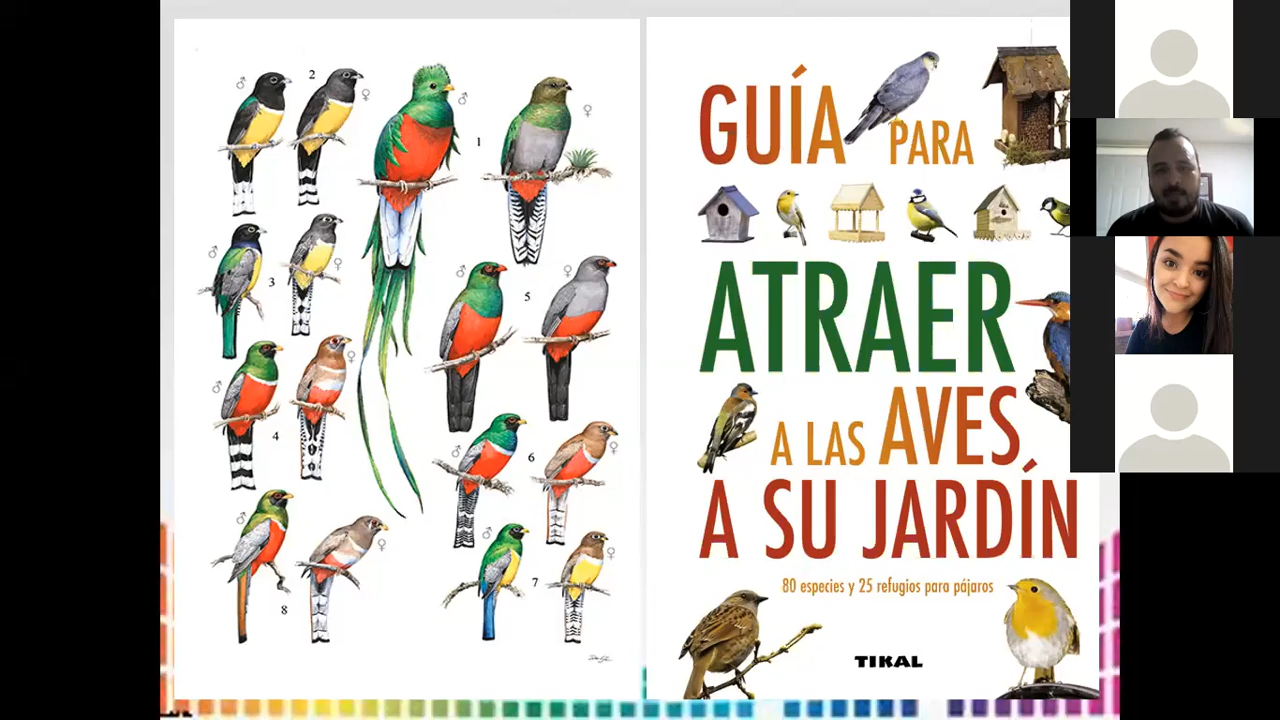 2
1
3
5
4
6
7
8
GUÍA PARA
ATRAER
A LAS AVES
A SU JARDÍN
80 especies y 25 refugios para pájaros
TIKAL